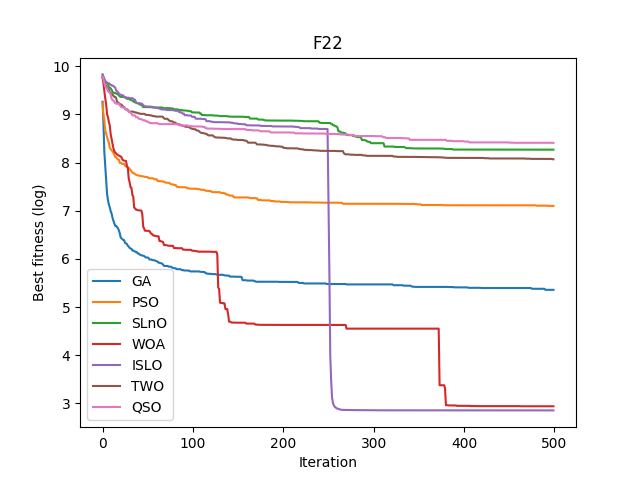 F22
Best fitness (log)
10
9
8
7
6
5
4
3
GA
PSO
SLnO
WOA
ISLO
TWO
QSO
0 100 200 300 400 500
Iteration